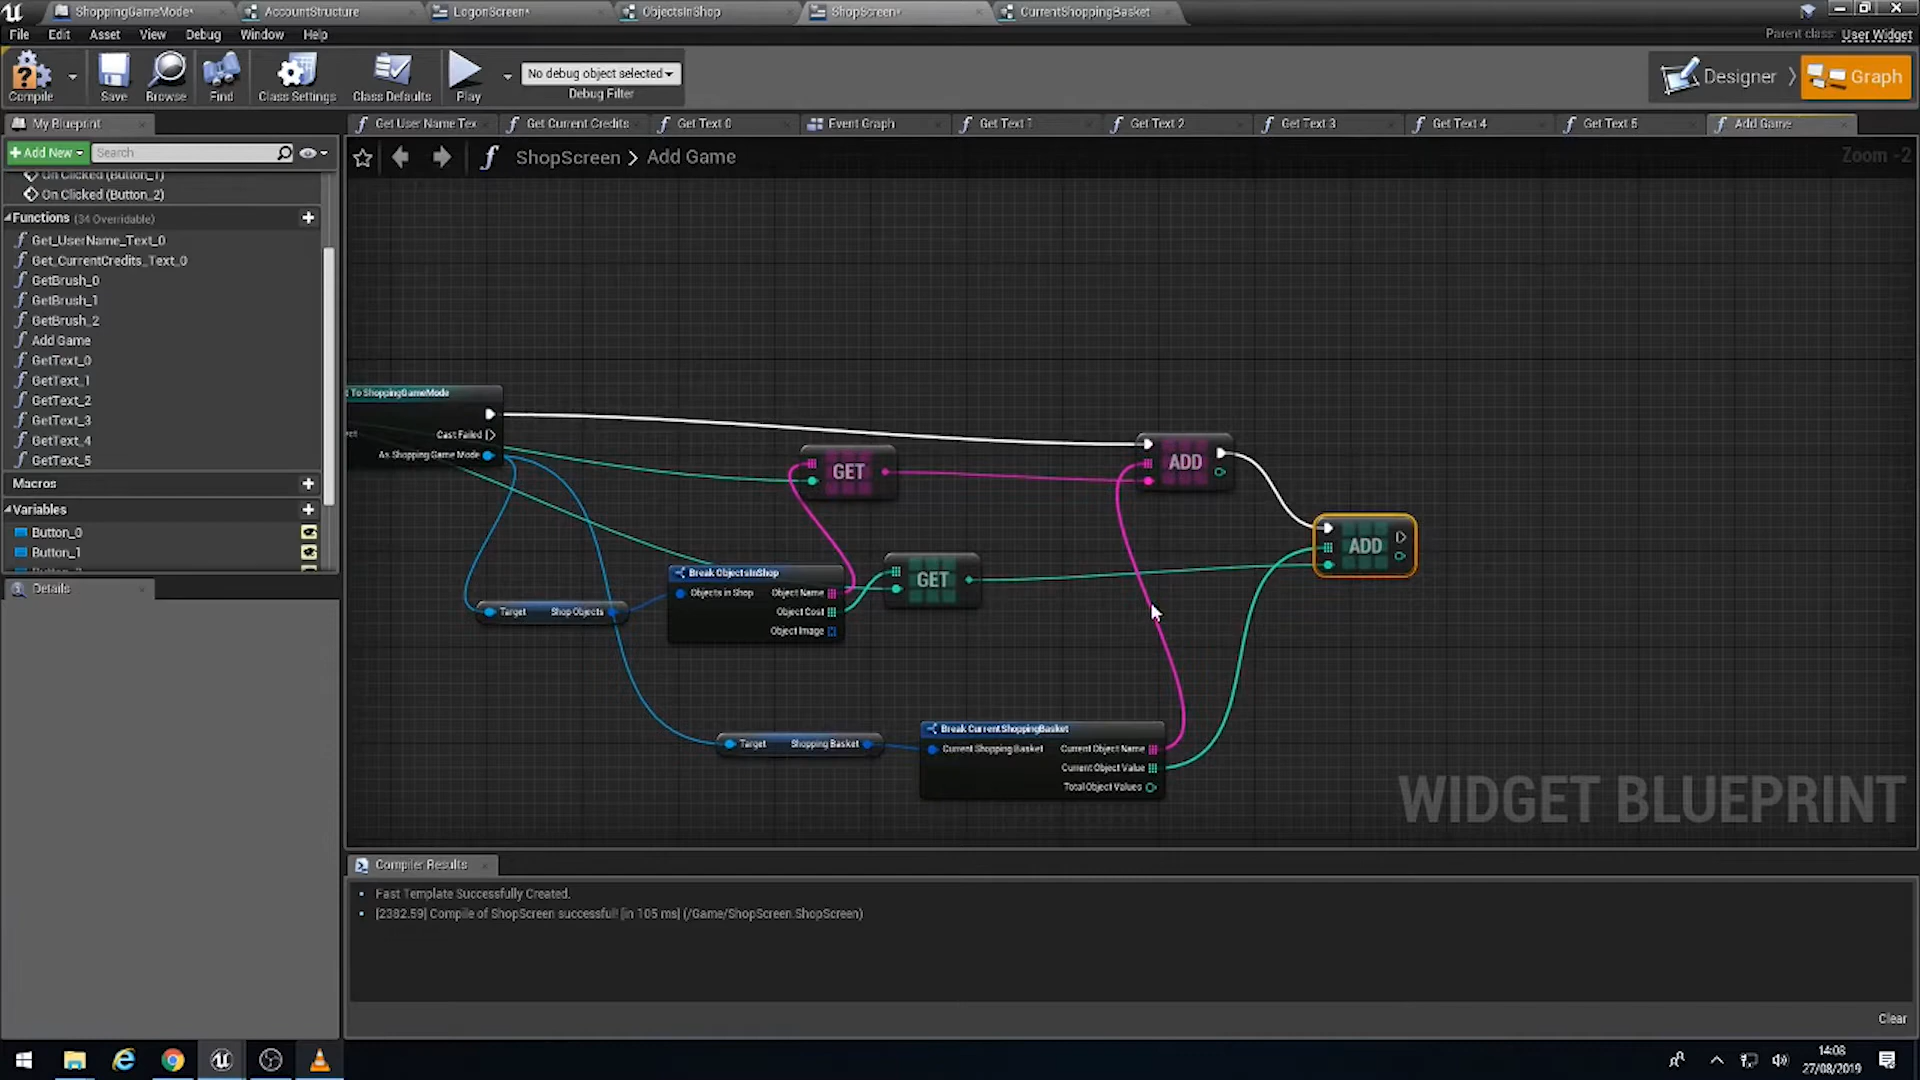 ShoppingGameMode*
AccountStructure
LogonScreen*
ObjectsInShop
ShopScreen*
CurrentShoppingBasket
File Edit Asset View Debug Window Help
Parent class: User Widget
Compile
Save
Browse
Find
Class Settings
Class Defaults
Play
No debug object selected
Debug Filter
Designer
Graph
My Blueprint
Get User Name Tex
Get Current Credits
Get Text 0
Event Graph
Get Text 1
Get Text 2
Get Text 3
Get Text 4
Get Text 5
Add Game
Add New
Search
ShopScreen > Add Game
Zoom -2
On Clicked (Button_1)
On Clicked (Button_2)
Functions (34 Overridable)
Get_UserName_Text_0
Get_CurrentCredits_Text_0
GetBrush_0
GetBrush_1
GetBrush_2
Add Game
GetText_0
GetText_1
GetText_2
GetText_3
GetText_4
GetText_5
Macros
Variables
Button_0
Button_1
Details
To ShoppingGameMode
Cast Failed
As Shopping Game Mode
GET
ADD
ADD
GET
Break ObjectsInShop
Objects in Shop Object Name
Object Cost
Object Image
Target Shop Objects
Target Shopping Basket
Break CurrentShoppingBasket
Current Shopping Basket Current Object Name
Current Object Value
Total Object Values
WIDGET BLUEPRINT
Compiler Results
Fast Template Successfully Created.
[2382.59] Compile of ShopScreen successful! [in 105 ms] (/Game/ShopScreen.ShopScreen)
Clear
14:08
27/08/2019